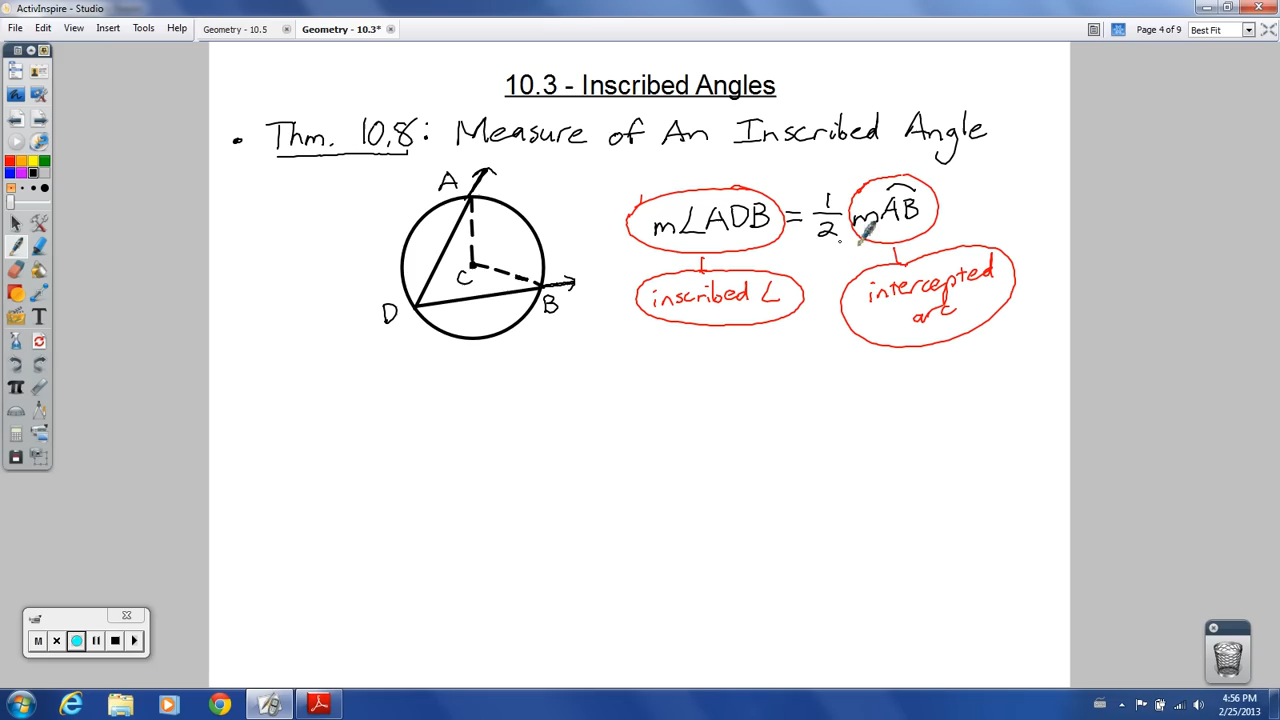 ActivInspire - Studio
File Edit View Insert Tools Help
Geometry - 10.5
Geometry - 10.3*
Page 4 of 9
Best Fit
10.3 - Inscribed Angles
• Thm. 10.8: Measure of An Inscribed Angle
A
C
D
B
m∠ADB = 1/2 m⌒AB
inscribed ∠
intercepted
arc
T
M
4:56 PM
2/25/2013